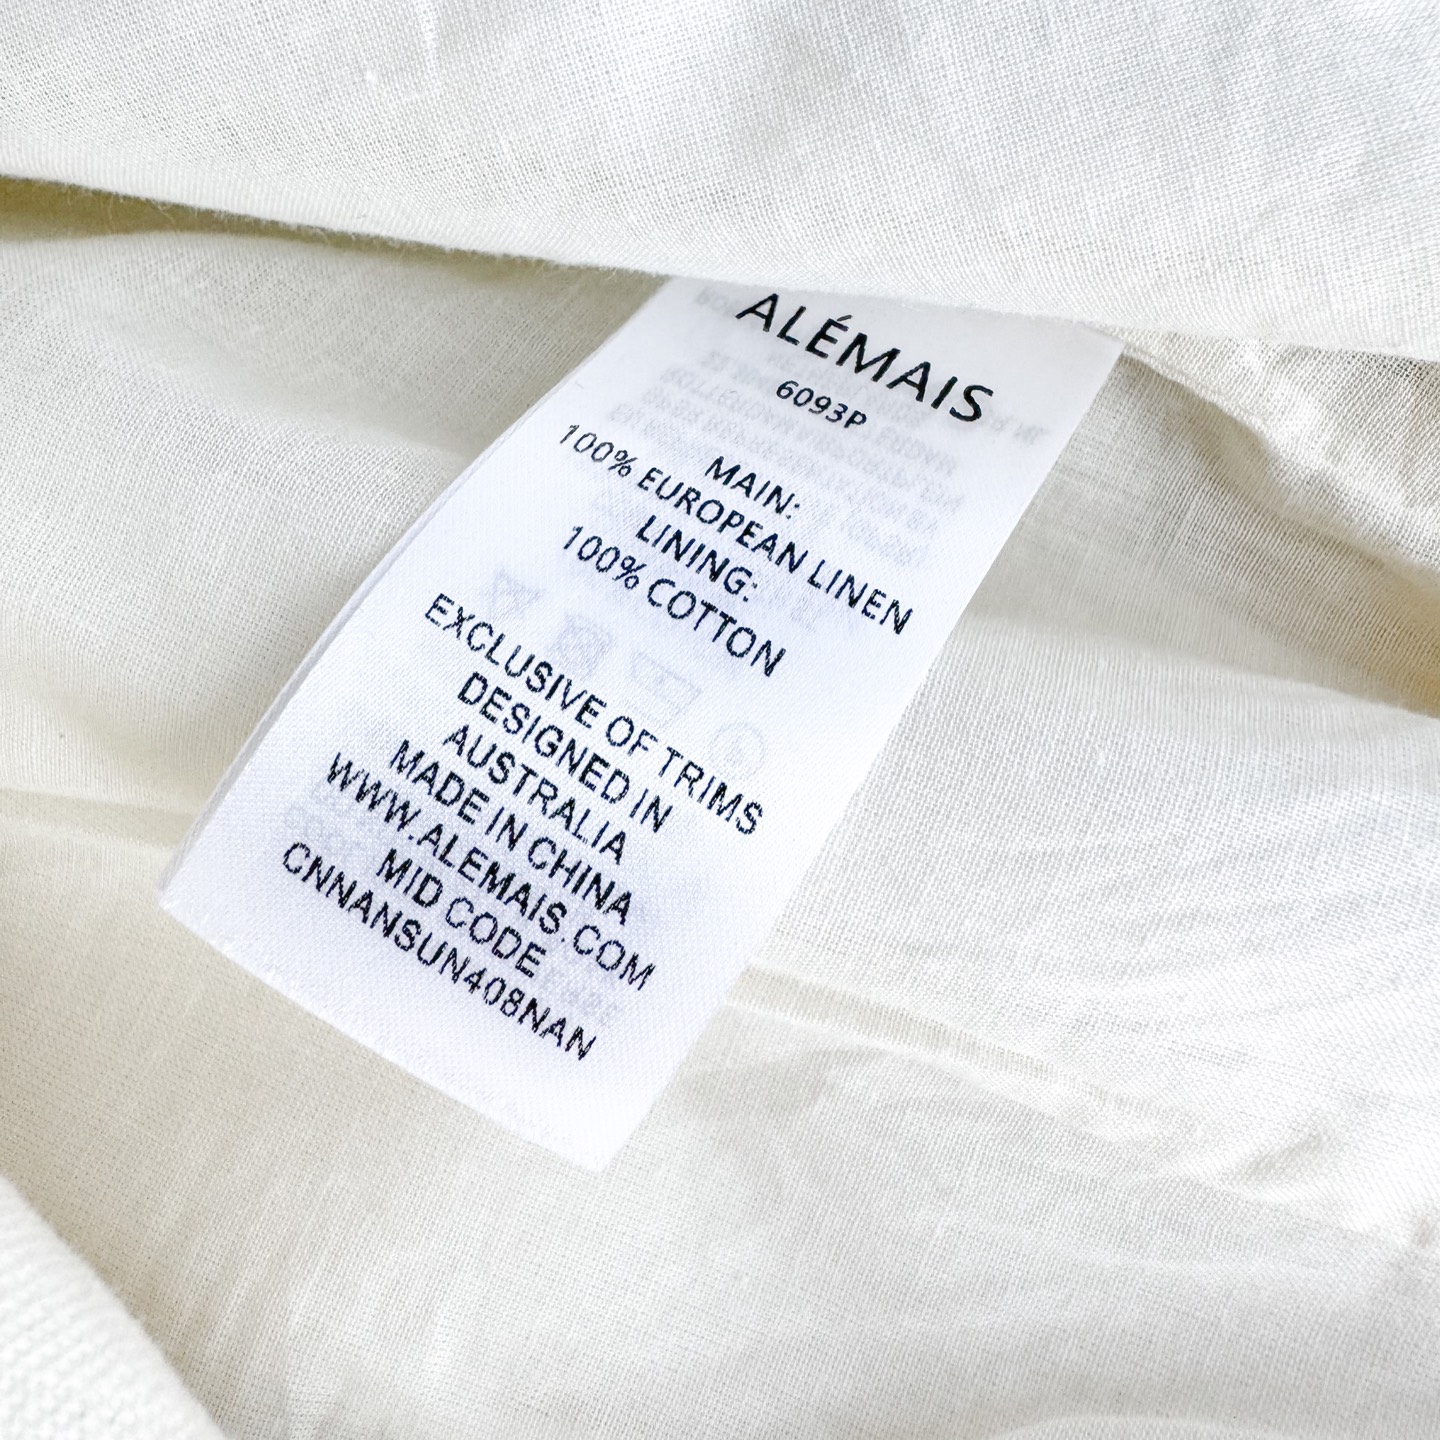 ALÉMAIS
6093P
MAIN:
100% EUROPEAN LINEN
LINING:
100% COTTON
EXCLUSIVE OF TRIMS
DESIGNED IN
AUSTRALIA
MADE IN CHINA
WWW.ALEMAIS.COM
MID CODE
CNNANSUN408NAN